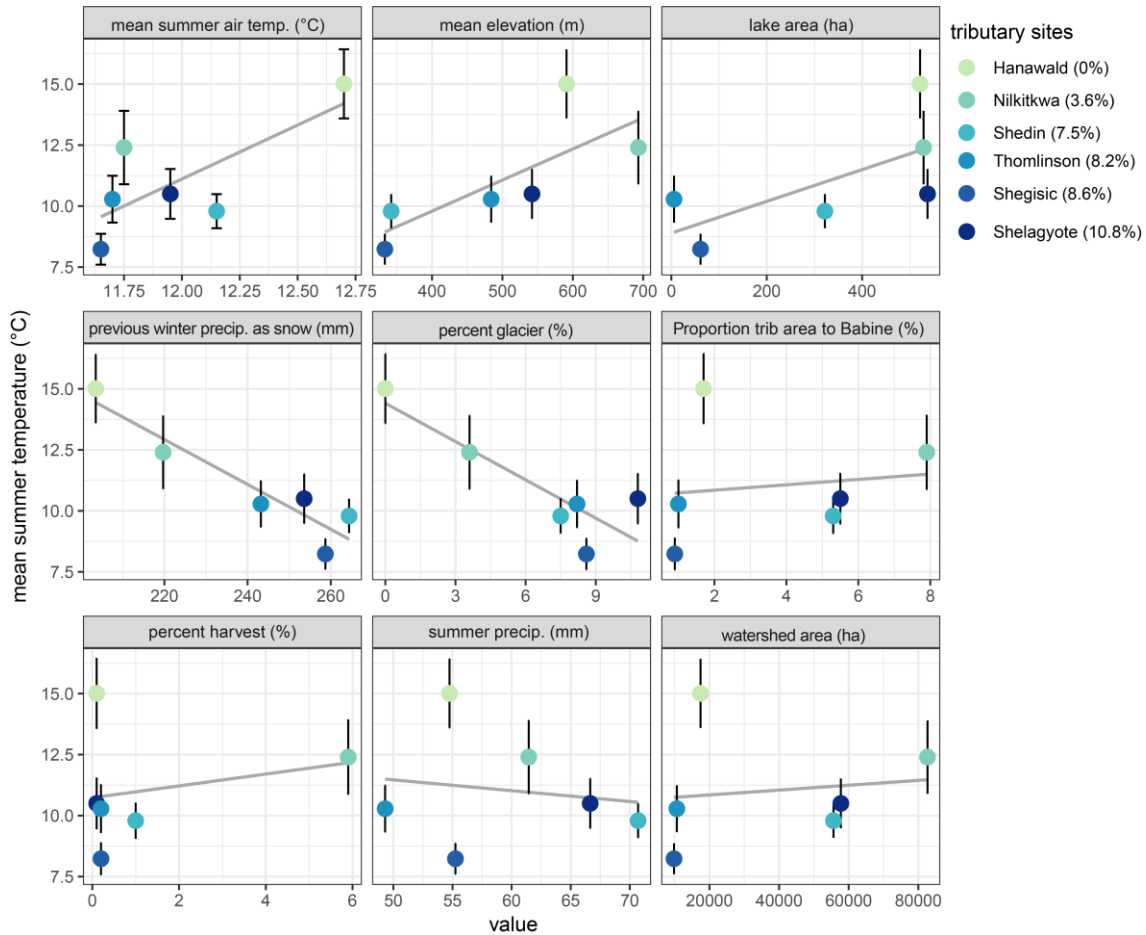 mean summer air temp. (°C)
mean elevation (m)
lake area (ha)
tributary sites
Hanawald (0%)
Nilkitkwa (3.6%)
Shedin (7.5%)
Thomlinson (8.2%)
Shegisic (8.6%)
Shelagyote (10.8%)
15.0
12.5
10.0
7.5
11.75 12.00 12.25 12.50 12.75
400 500 600 700
0 200 400
mean summer temperature (°C)
previous winter precip. as snow (mm)
percent glacier (%)
Proportion trib area to Babine (%)
15.0
12.5
10.0
7.5
220 240 260
0 3 6 9
2 4 6 8
percent harvest (%)
summer precip. (mm)
watershed area (ha)
15.0
12.5
10.0
7.5
0 2 4 6
50 55 60 65 70
20000 40000 60000 80000
value